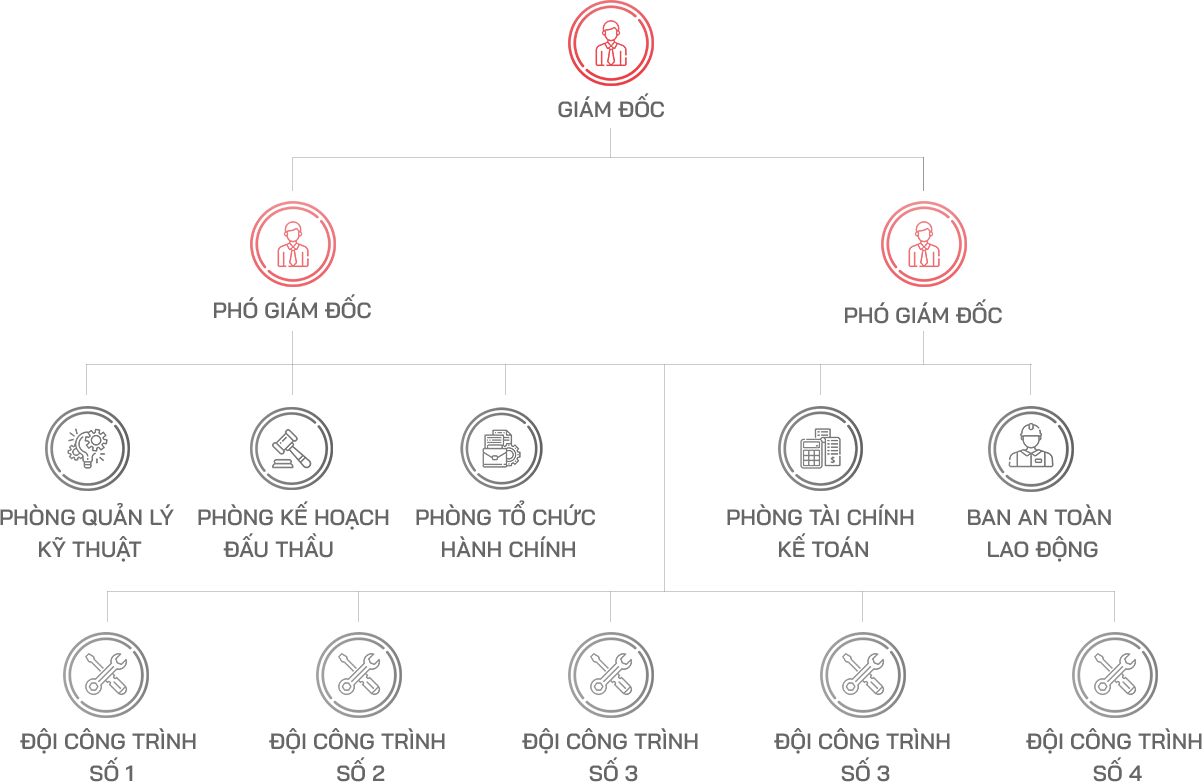 GIÁM ĐỐC
PHÓ GIÁM ĐỐC
PHÓ GIÁM ĐỐC
PHÒNG QUẢN LÝ
KỸ THUẬT
PHÒNG KẾ HOẠCH
ĐẤU THẦU
PHÒNG TỔ CHỨC
HÀNH CHÍNH
PHÒNG TÀI CHÍNH
KẾ TOÁN
BAN AN TOÀN
LAO ĐỘNG
ĐỘI CÔNG TRÌNH
SỐ 1
ĐỘI CÔNG TRÌNH
SỐ 2
ĐỘI CÔNG TRÌNH
SỐ 3
ĐỘI CÔNG TRÌNH
SỐ 3
ĐỘI CÔNG TRÌNH
SỐ 4